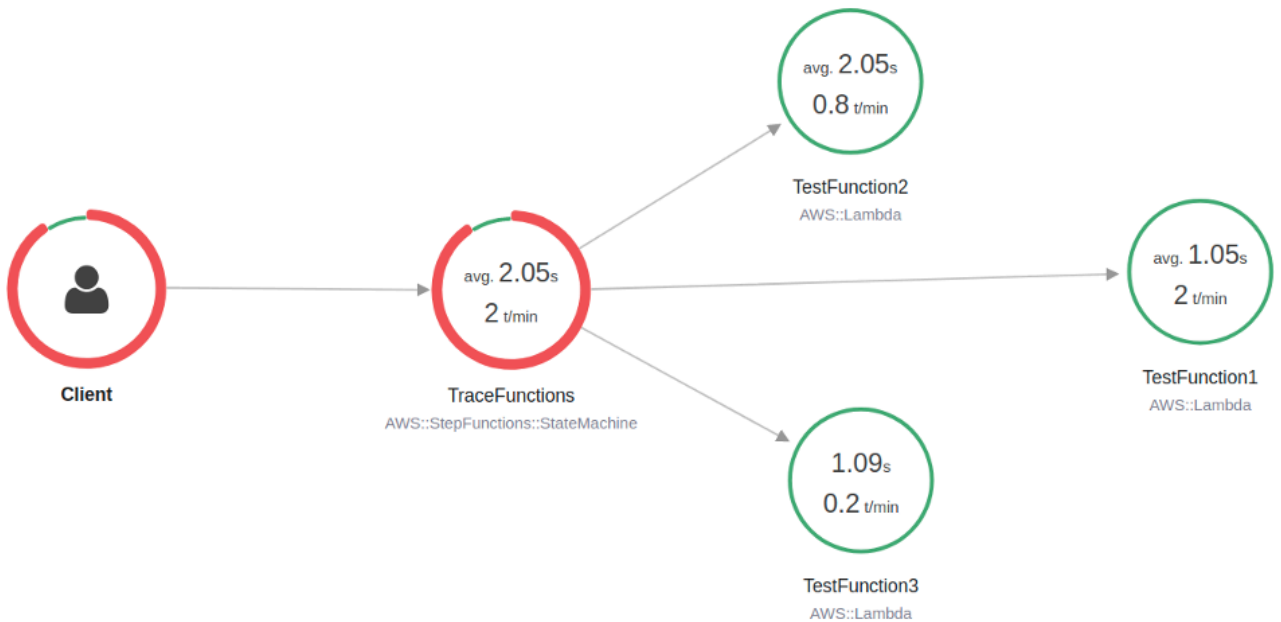 avg. 2.05s
0.8 t/min
TestFunction2
AWS::Lambda
Client
avg. 2.05s
2 t/min
TraceFunctions
AWS::StepFunctions::StateMachine
avg. 1.05s
2 t/min
TestFunction1
AWS::Lambda
1.09s
0.2 t/min
TestFunction3
AWS::Lambda